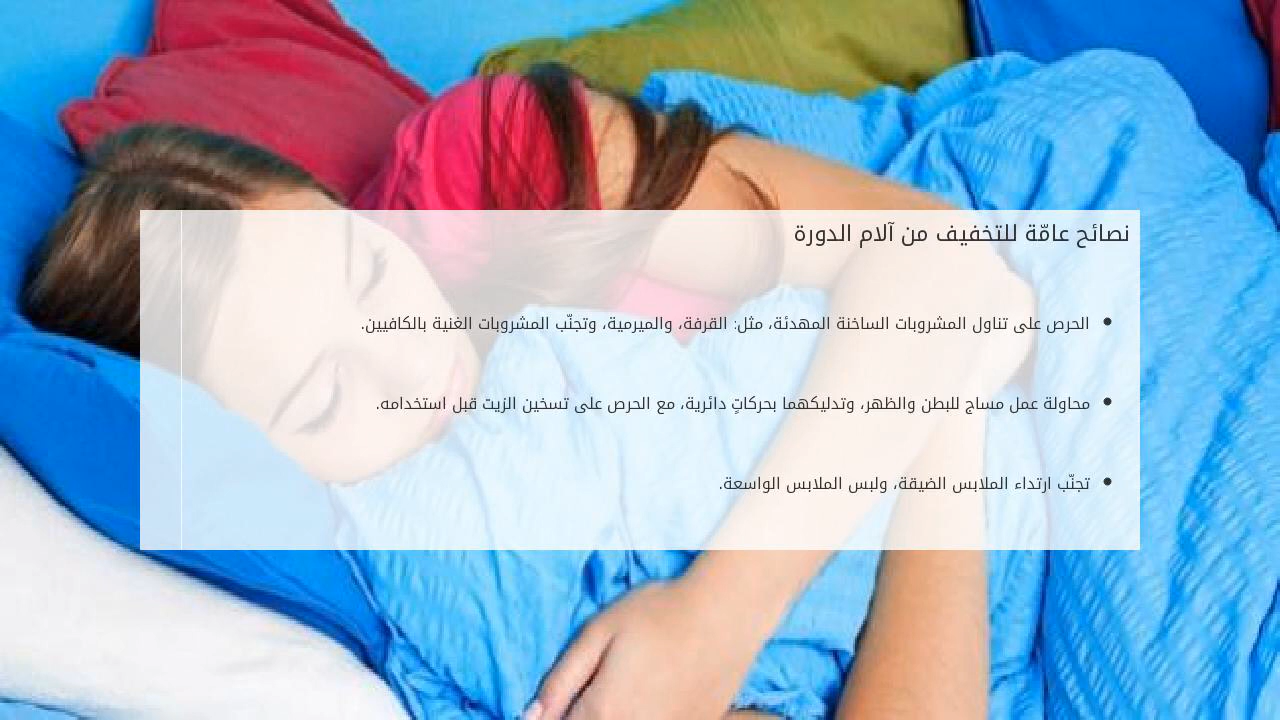 نصائح عامّة للتخفيف من آلام الدورة
• الحرص على تناول المشروبات الساخنة المهدئة، مثل: القرفة، والميرمية، وتجنّب المشروبات الغنية بالكافيين.
• محاولة عمل مساج للبطن والظهر، وتدليكهما بحركاتٍ دائرية، مع الحرص على تسخين الزيت قبل استخدامه.
• تجنّب ارتداء الملابس الضيقة، ولبس الملابس الواسعة.